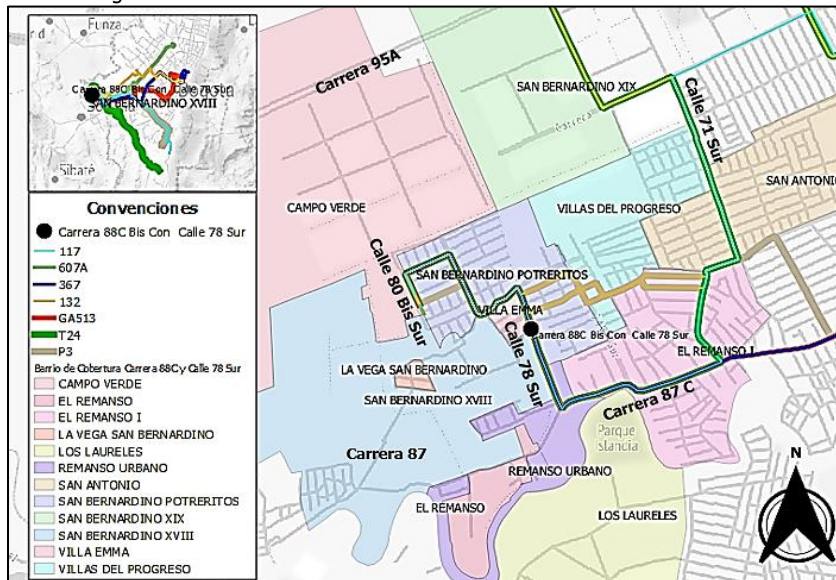 Funza
Carrera 88C Bis Con Calle 78 Sur
SAN BERNARDINO XVIII
Sibaté
Convenciones
Carrera 88C Bis Con Calle 78 Sur
117
607A
367
132
GA513
T24
P3
Barrio de Cobertura Carrera 88C y Calle 78 Sur
CAMPO VERDE
EL REMANSO
EL REMANSO I
LA VEGA SAN BERNARDINO
LOS LAURELES
REMANSO URBANO
SAN ANTONIO
SAN BERNARDINO POTRERITOS
SAN BERNARDINO XIX
SAN BERNARDINO XVIII
VILLA EMMA
VILLAS DEL PROGRESO
Carrera 95A
SAN BERNARDINO XIX
Carrera
Calle 71 Sur
SAN ANTONIO
CAMPO VERDE
VILLAS DEL PROGRESO
Calle 80 Bis Sur
SAN BERNARDINO POTRERITOS
VILLA EMMA
Carrera 88C Bis Con Calle 78 Sur
Calle 78 Sur
EL REMANSO I
LA VEGA SAN BERNARDINO
SAN BERNARDINO XVIII
Carrera 87 C
Carrera 87
Parque
REMANSO URBANO
EL REMANSO
LOS LAURELES
N